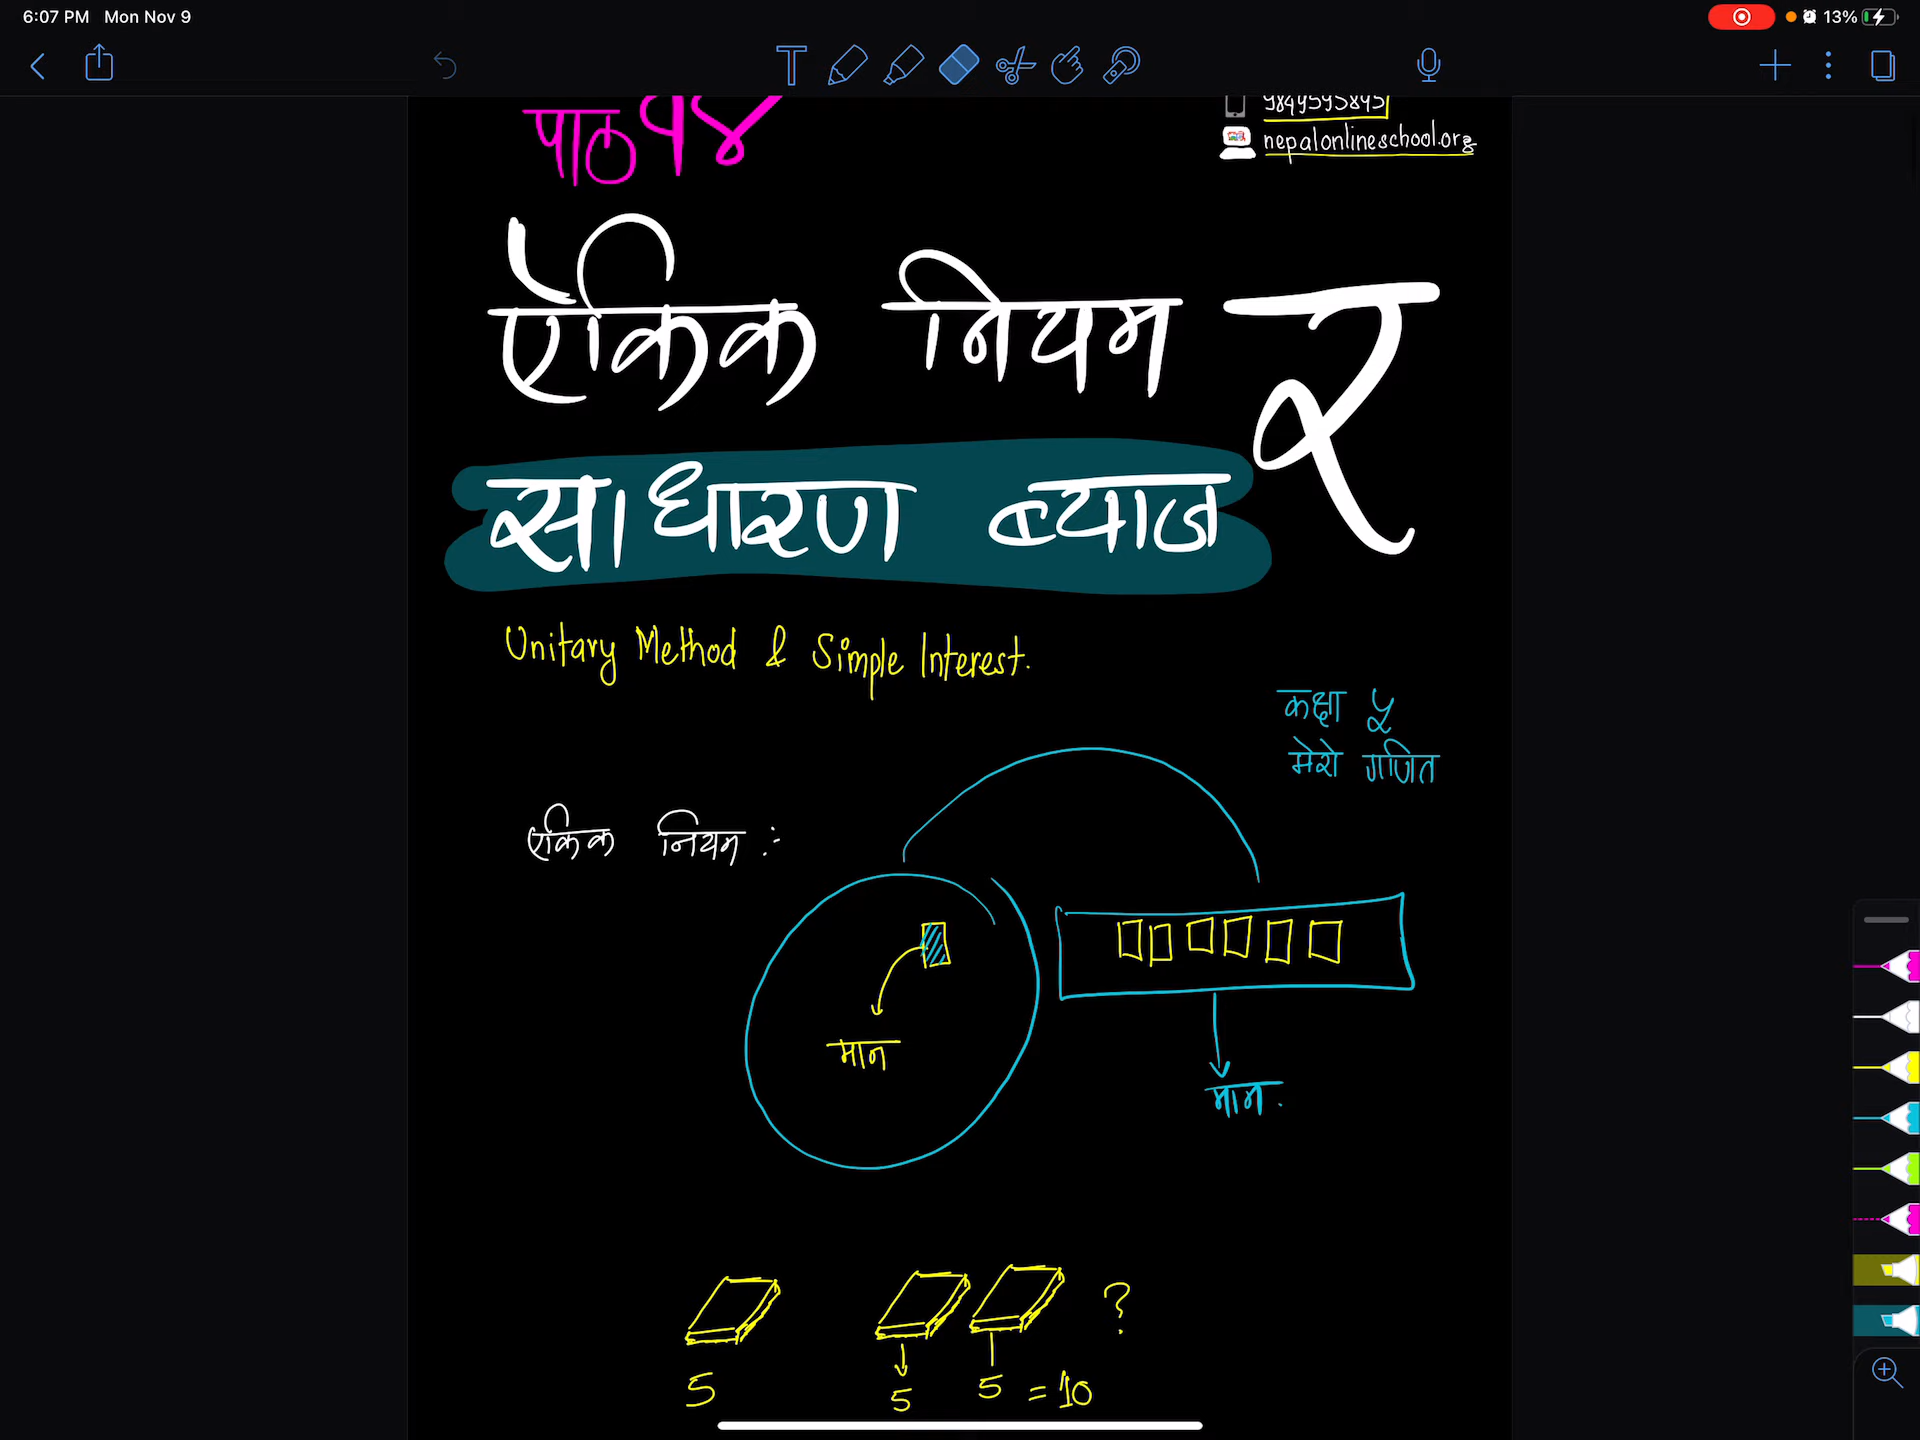 6:07 PM Mon Nov 9
13%
पाठ १४
nepalonlineschool.org
ऐकिक नियम र
साधारण ब्याज
Unitary Method & Simple Interest.
कक्षा ५
मेरो गणित
ऐकिक नियम :-
मान
मान.
?
5 5 5 = 10